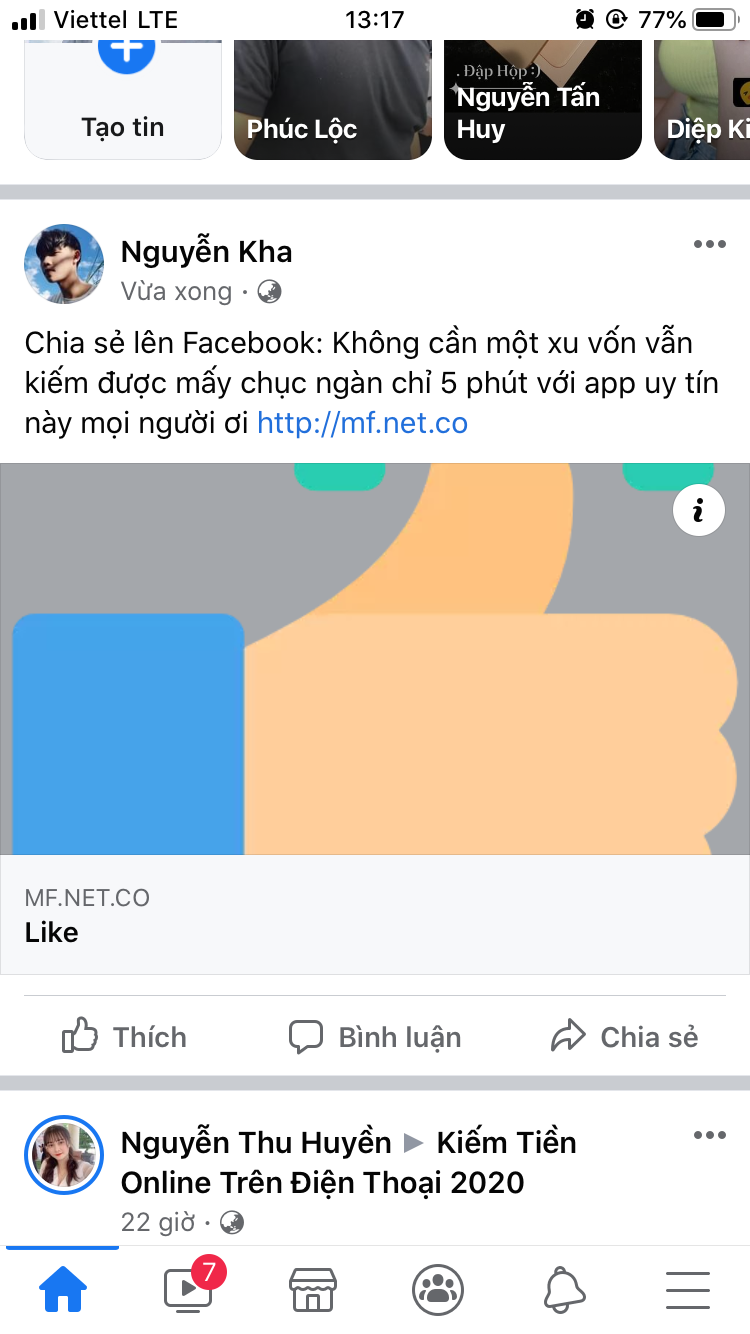 Viettel LTE 13:17 77%
Tạo tin
Phúc Lộc
. Đập Hộp :)
Nguyễn Tấn
Huy
Diệp Ki
Nguyễn Kha
Vừa xong ·
Chia sẻ lên Facebook: Không cần một xu vốn vẫn
kiếm được mấy chục ngàn chỉ 5 phút với app uy tín
này mọi người ơi http://mf.net.co
MF.NET.CO
Like
Thích Bình luận Chia sẻ
Nguyễn Thu Huyền ▶ Kiếm Tiền
Online Trên Điện Thoại 2020
22 giờ ·
7